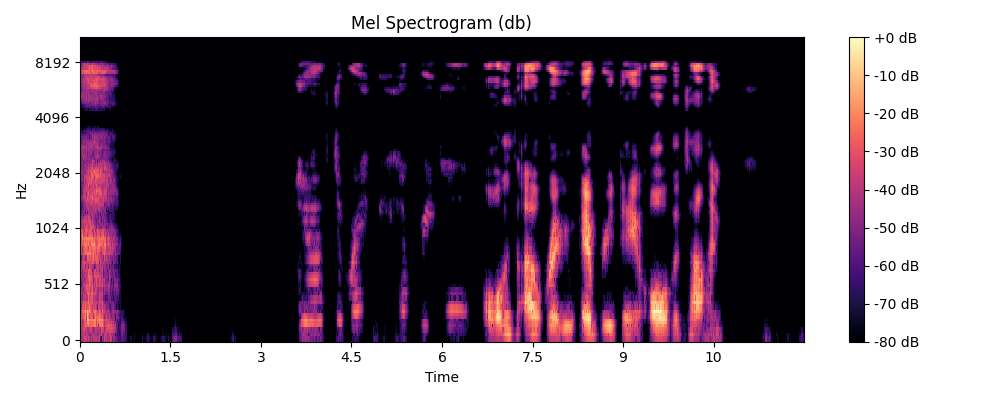 Mel Spectrogram (db)
8192
4096
2048
1024
512
0
Hz
0 1.5 3 4.5 6 7.5 9 10
Time
+0 dB
-10 dB
-20 dB
-30 dB
-40 dB
-50 dB
-60 dB
-70 dB
-80 dB